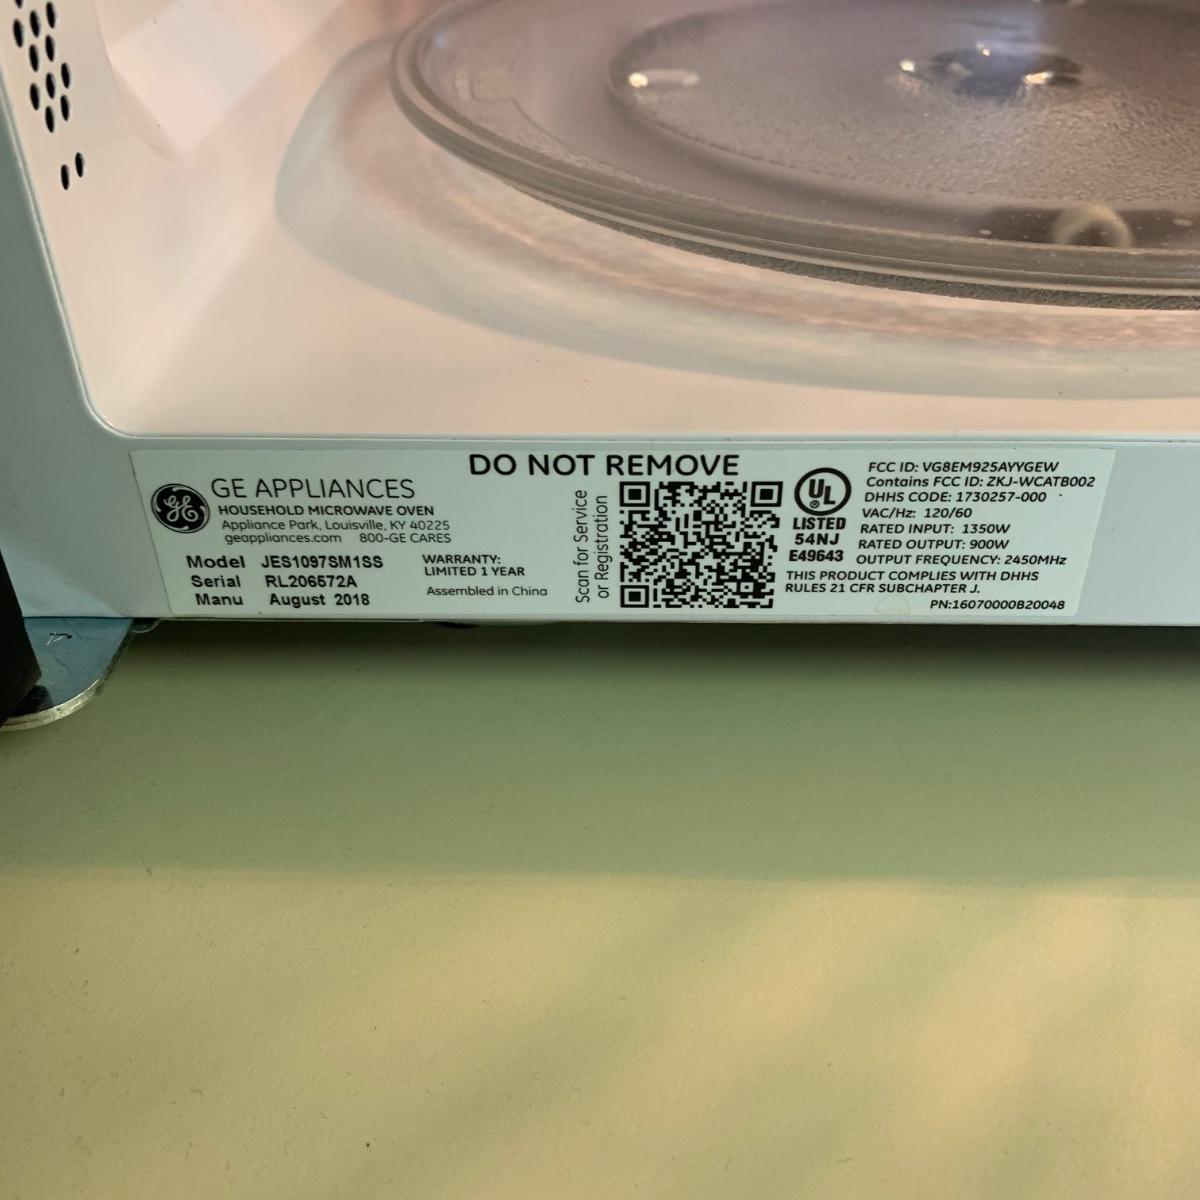 DO NOT REMOVE
GE APPLIANCES
HOUSEHOLD MICROWAVE OVEN
Appliance Park, Louisville, KY 40225
geappliances.com 800-GE CARES
Model JES1097SM1SS
Serial RL206572A
Manu August 2018
WARRANTY:
LIMITED 1 YEAR
Assembled in China
Scan for Service
or Registration
UL
LISTED
54NJ
E49643
FCC ID: VG8EM925AYYGEW
Contains FCC ID: ZKJ-WCATB002
DHHS CODE: 1730257-000
VAC/Hz: 120/60
RATED INPUT: 1350W
RATED OUTPUT: 900W
OUTPUT FREQUENCY: 2450MHz
THIS PRODUCT COMPLIES WITH DHHS
RULES 21 CFR SUBCHAPTER J.
PN:16070000B20048